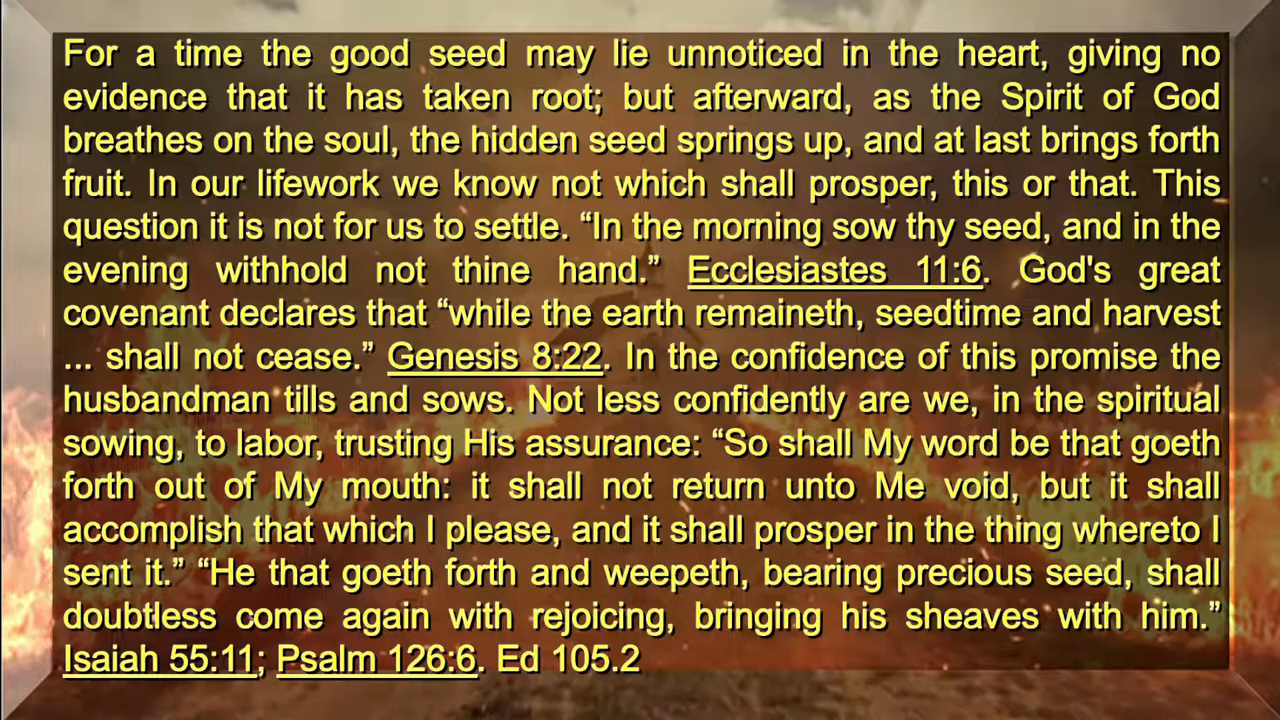 For a time the good seed may lie unnoticed in the heart, giving no
evidence that it has taken root; but afterward, as the Spirit of God
breathes on the soul, the hidden seed springs up, and at last brings forth
fruit. In our lifework we know not which shall prosper, this or that. This
question it is not for us to settle. “In the morning sow thy seed, and in the
evening withhold not thine hand.” Ecclesiastes 11:6. God's great
covenant declares that “while the earth remaineth, seedtime and harvest
... shall not cease.” Genesis 8:22. In the confidence of this promise the
husbandman tills and sows. Not less confidently are we, in the spiritual
sowing, to labor, trusting His assurance: “So shall My word be that goeth
forth out of My mouth: it shall not return unto Me void, but it shall
accomplish that which I please, and it shall prosper in the thing whereto I
sent it.” “He that goeth forth and weepeth, bearing precious seed, shall
doubtless come again with rejoicing, bringing his sheaves with him.”
Isaiah 55:11; Psalm 126:6. Ed 105.2